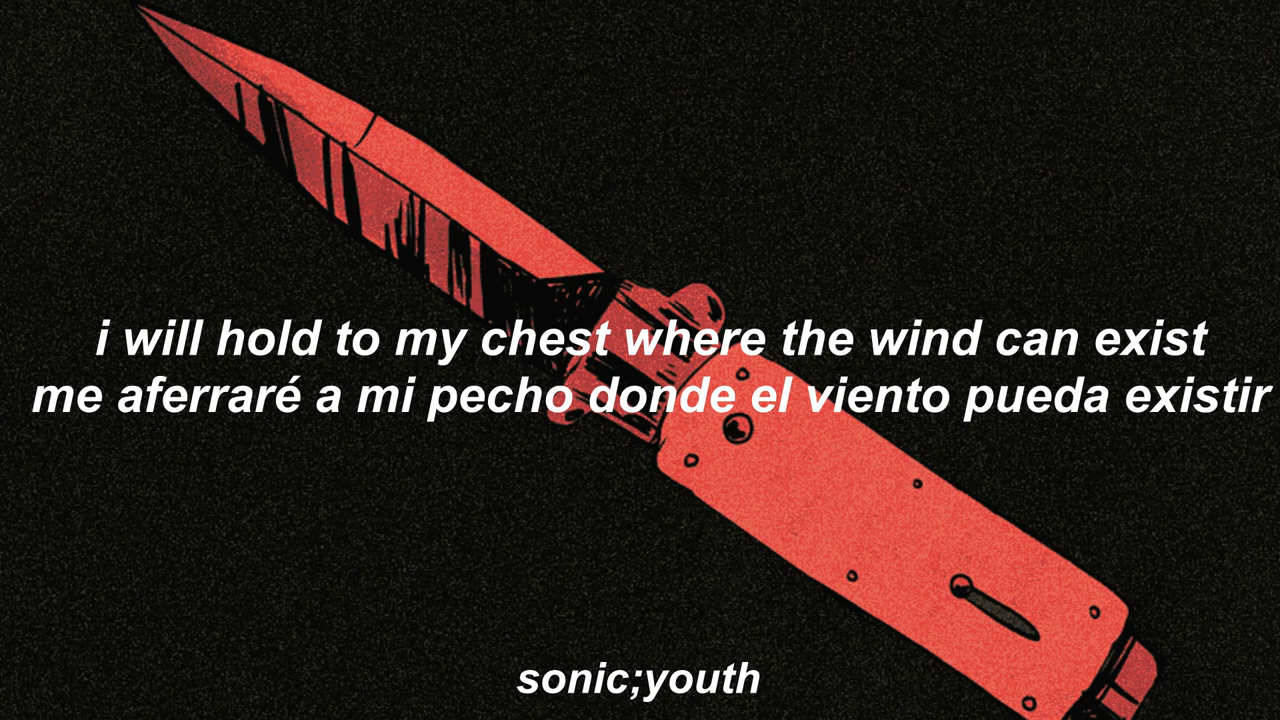 i will hold to my chest where the wind can exist
me aferraré a mi pecho donde el viento pueda existir
sonic;youth